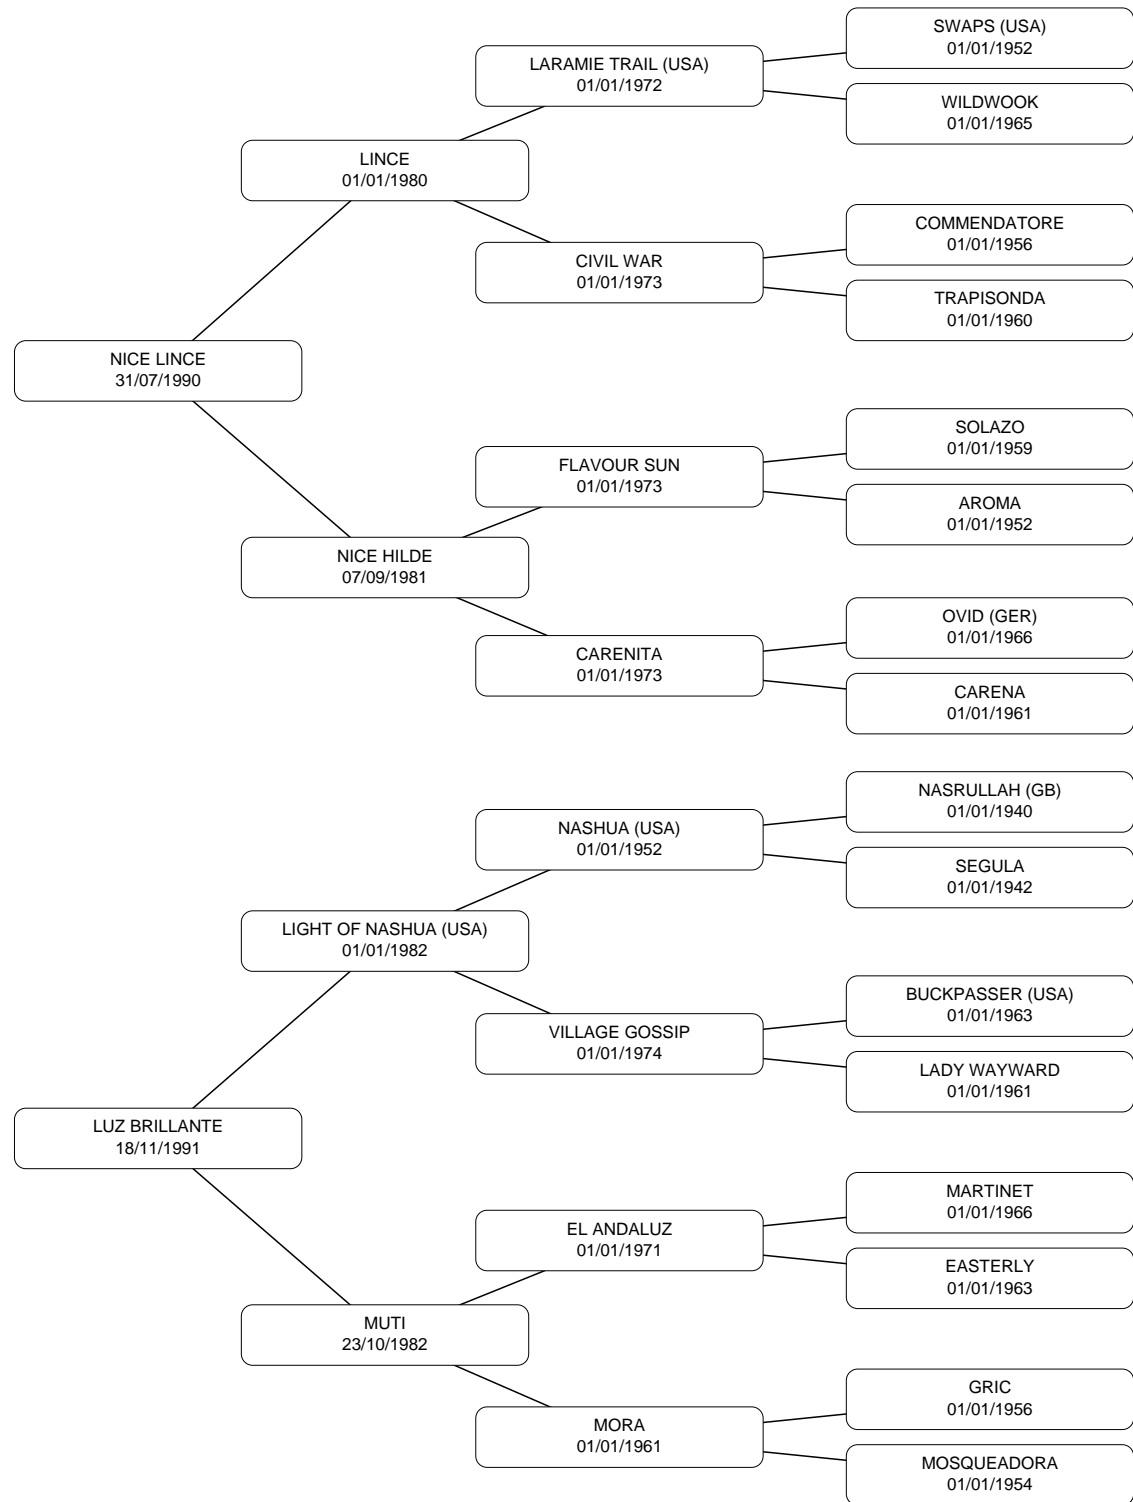 SWAPS (USA)
01/01/1952
LARAMIE TRAIL (USA)
01/01/1972
WILDWOOK
01/01/1965
LINCE
01/01/1980
COMMENDATORE
01/01/1956
CIVIL WAR
01/01/1973
TRAPISONDA
01/01/1960
NICE LINCE
31/07/1990
SOLAZO
01/01/1959
FLAVOUR SUN
01/01/1973
AROMA
01/01/1952
NICE HILDE
07/09/1981
OVID (GER)
01/01/1966
CARENITA
01/01/1973
CARENA
01/01/1961
NASRULLAH (GB)
01/01/1940
NASHUA (USA)
01/01/1952
SEGULA
01/01/1942
LIGHT OF NASHUA (USA)
01/01/1982
BUCKPASSER (USA)
01/01/1963
VILLAGE GOSSIP
01/01/1974
LADY WAYWARD
01/01/1961
LUZ BRILLANTE
18/11/1991
MARTINET
01/01/1966
EL ANDALUZ
01/01/1971
EASTERLY
01/01/1963
MUTI
23/10/1982
GRIC
01/01/1956
MORA
01/01/1961
MOSQUEADORA
01/01/1954